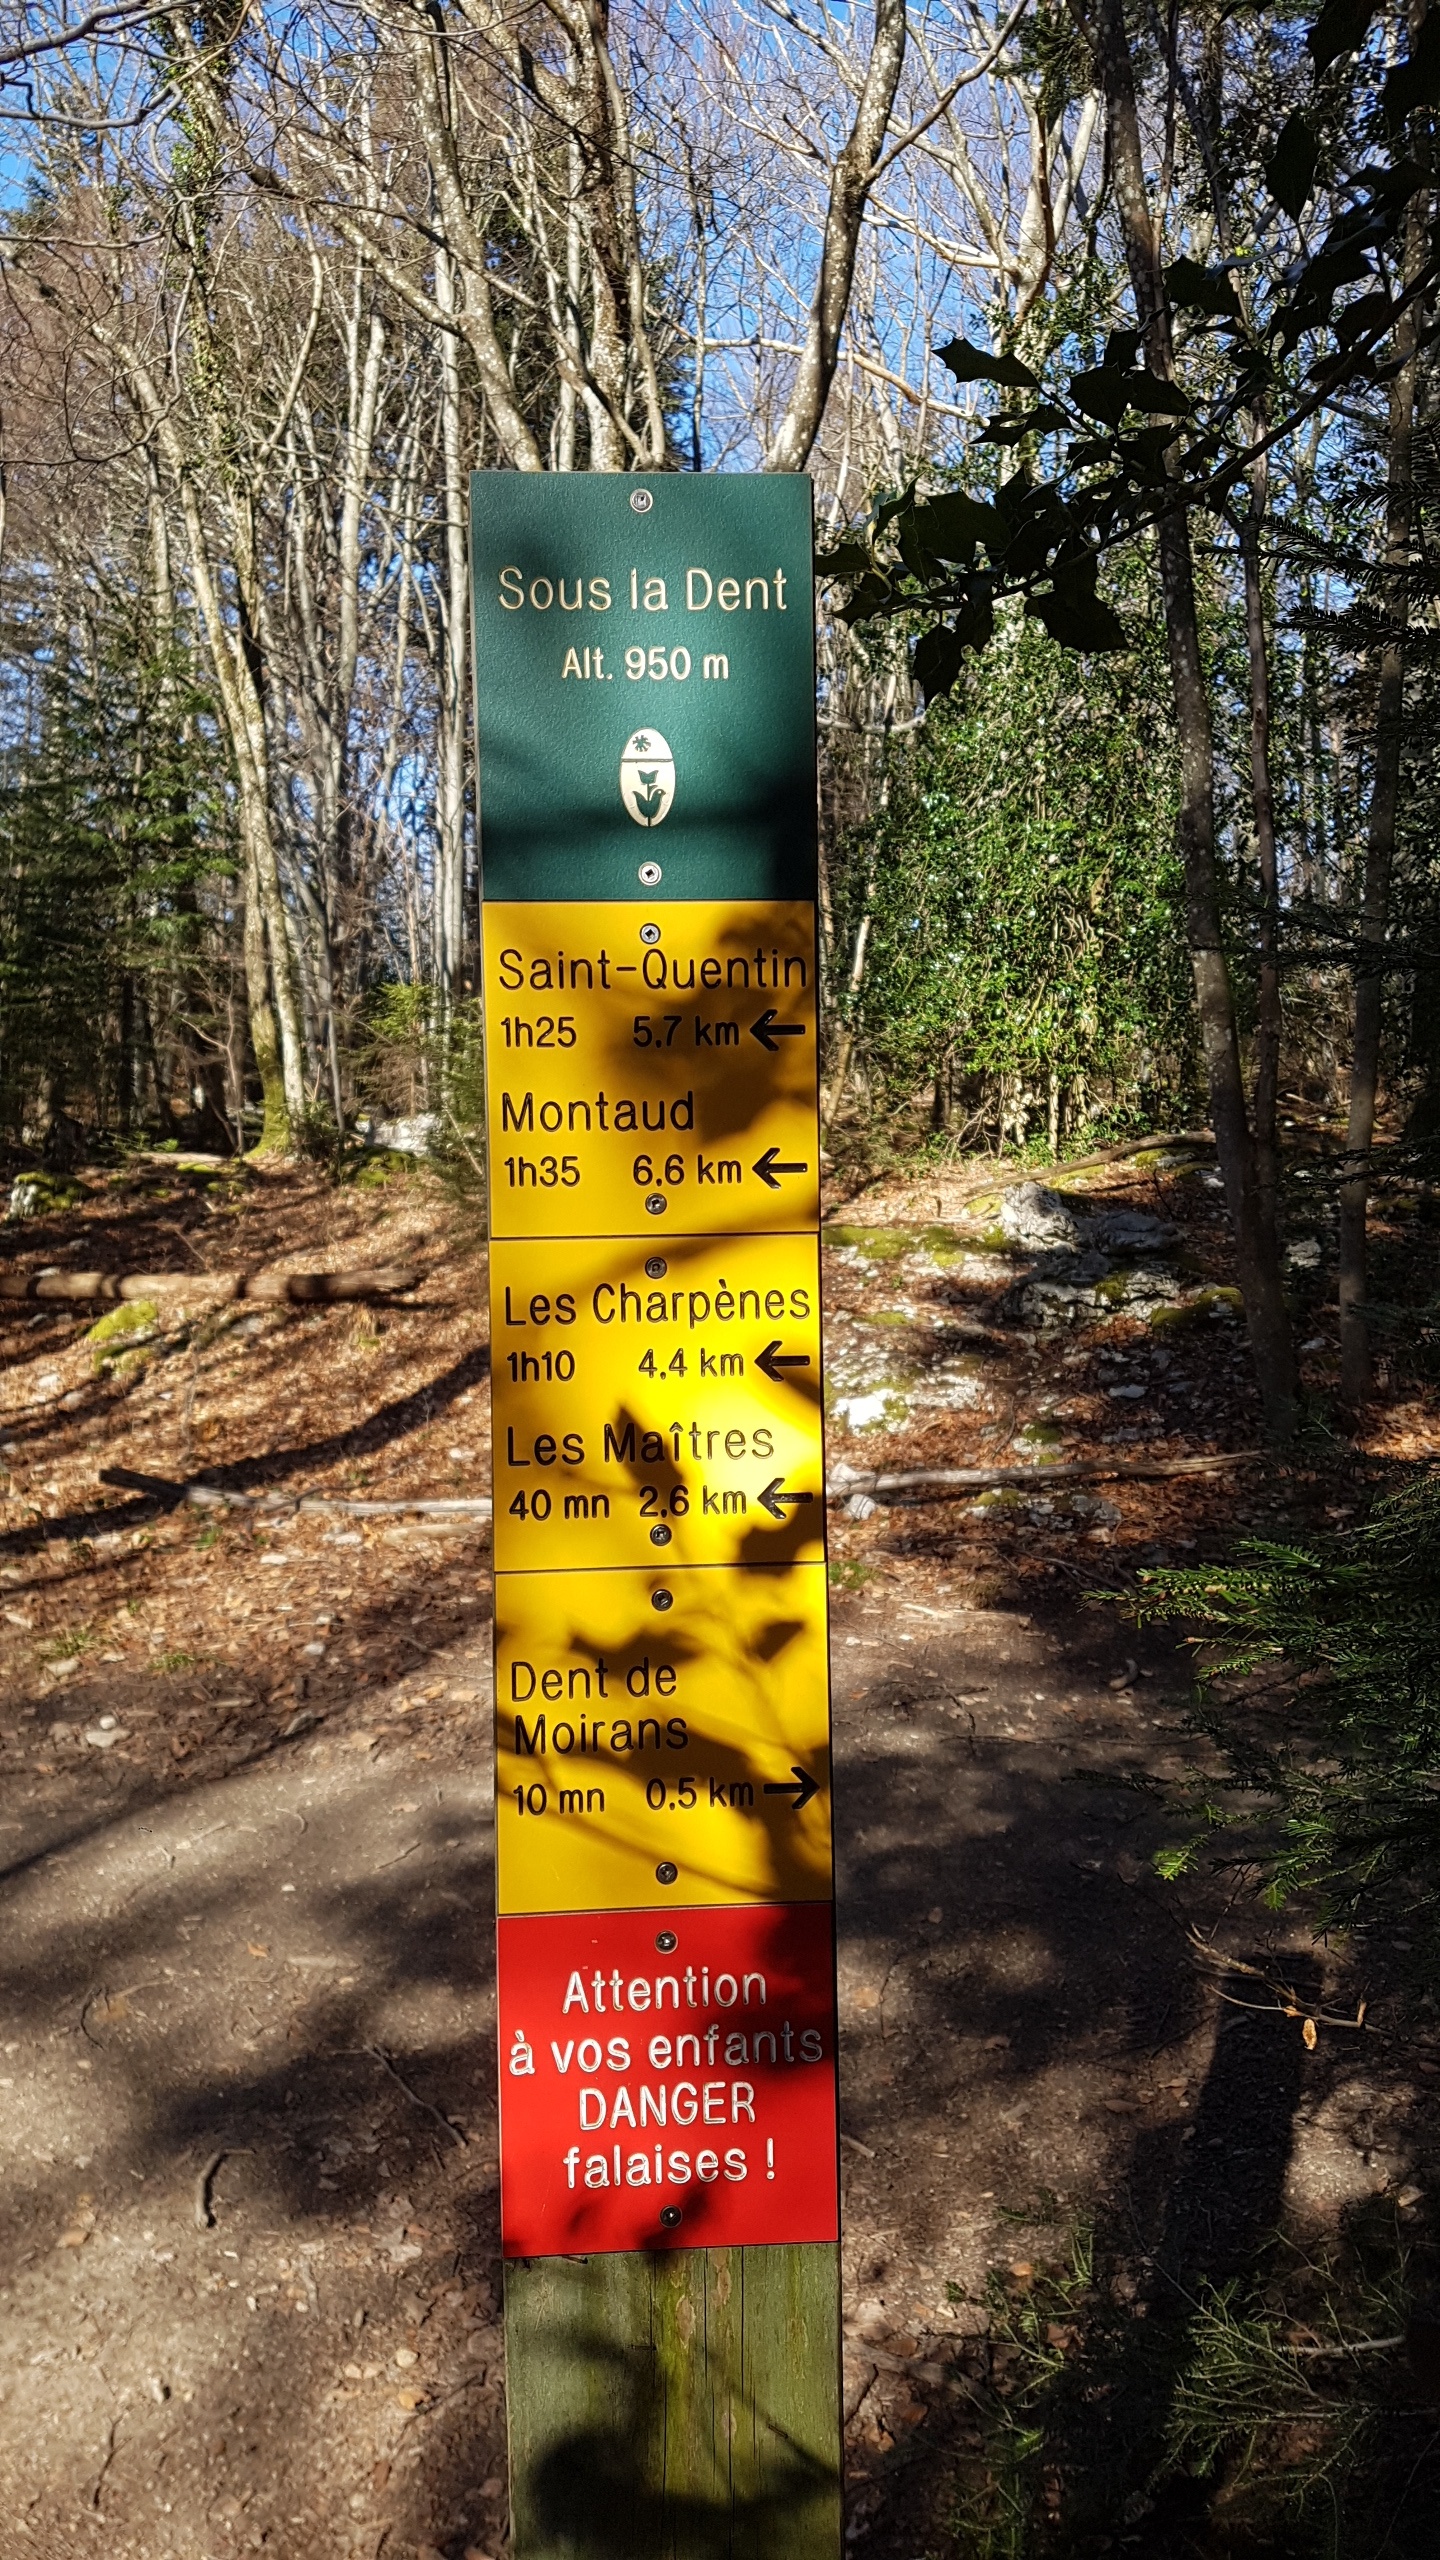 Sous la Dent
Alt. 950 m
Saint-Quentin
1h25 5.7 km ←
Montaud
1h35 6.6 km ←
Les Charpènes
1h10 4.4 km ←
Les Maîtres
40 mn 2.6 km ←
Dent de
Moirans
10 mn 0.5 km →
Attention
à vos enfants
DANGER
falaises !